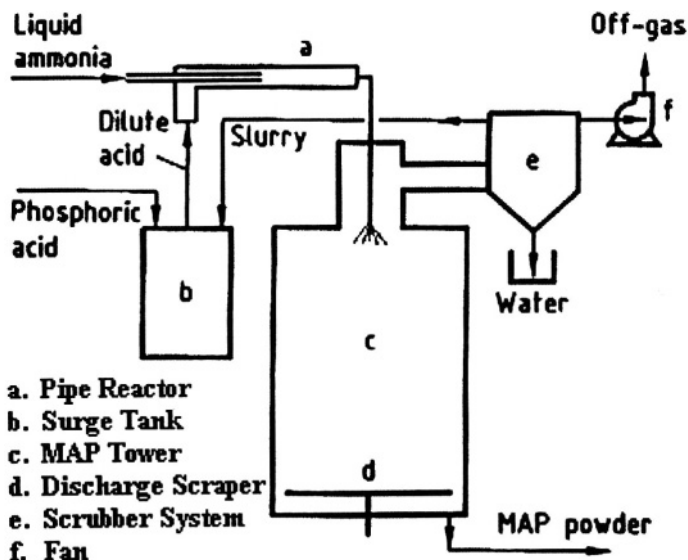 Liquid
ammonia
a
Off-gas
f
Dilute
acid
Slurry
e
Phosphoric
acid
b
Water
c
a. Pipe Reactor
b. Surge Tank
c. MAP Tower
d
d. Discharge Scraper
e. Scrubber System
MAP powder
f. Fan